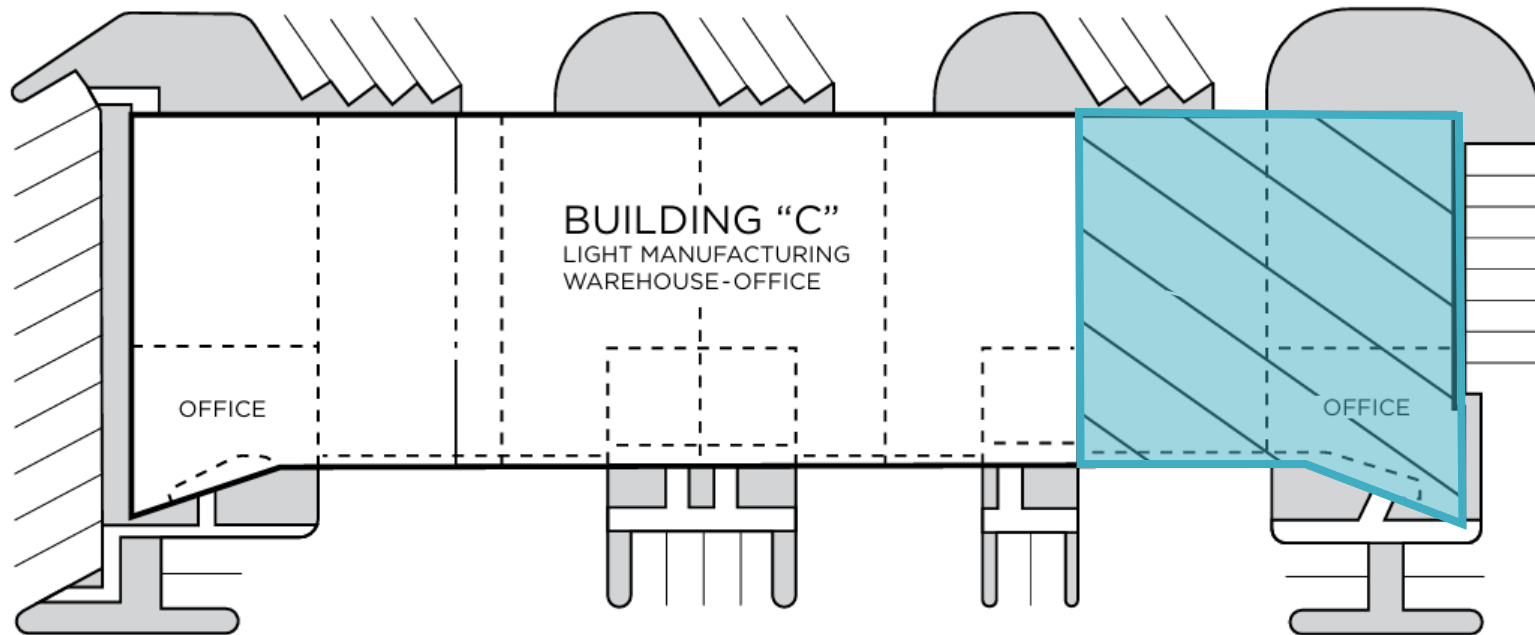 BUILDING “C”
LIGHT MANUFACTURING
WAREHOUSE-OFFICE
OFFICE
OFFICE